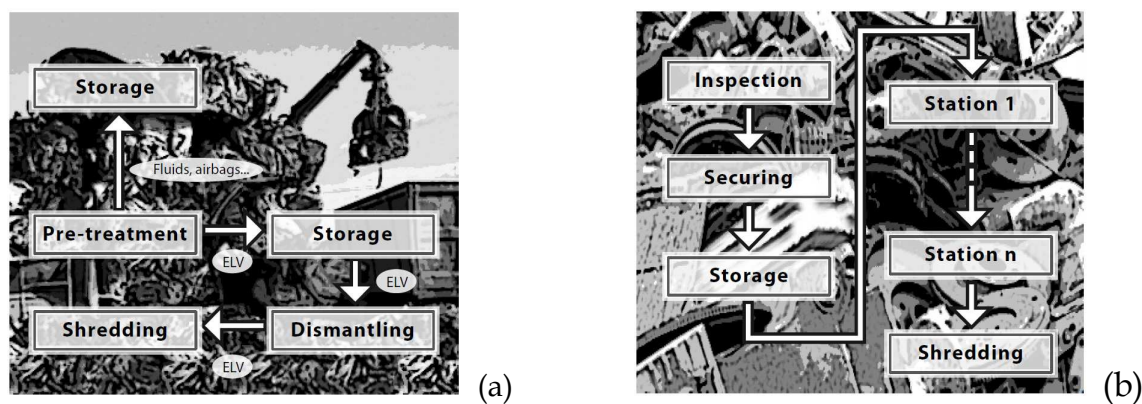 Storage
Fluids, airbags...
Pre-treatment
Storage
ELV
ELV
Shredding
Dismantling
ELV
(a)
Inspection
Securing
Storage
Station 1
Station n
Shredding
(b)